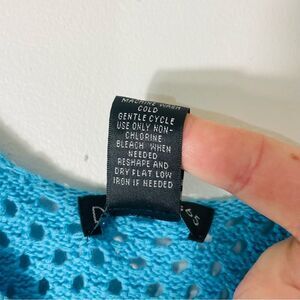 MACHINE WASH
COLD
GENTLE CYCLE
USE ONLY NON-
CHLORINE
BLEACH WHEN
NEEDED
RESHAPE AND
DRY FLAT LOW
IRON IF NEEDED